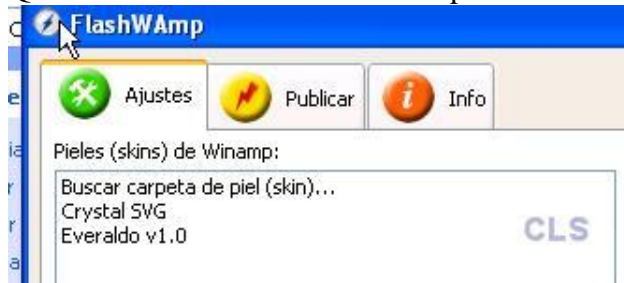 FlashWAmp
Ajustes Publicar Info
Pieles (skins) de Winamp:
Buscar carpeta de piel (skin)...
Crystal SVG
Everaldo v1.0
CLS